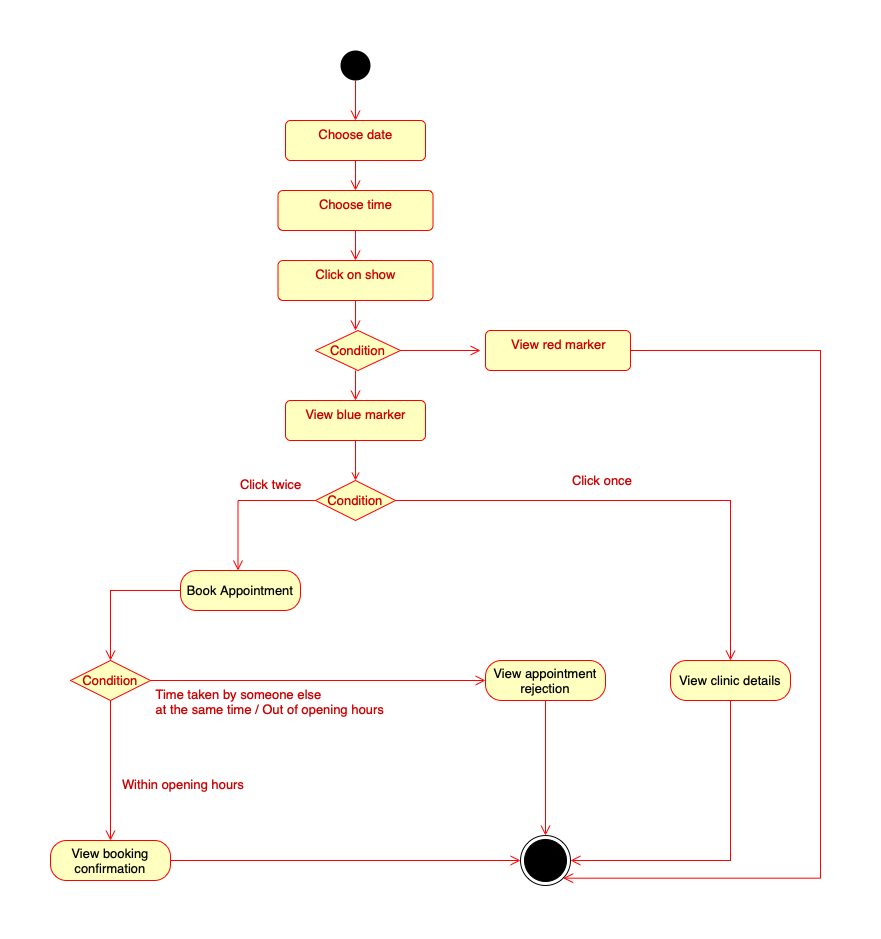 Choose date
Choose time
Click on show
Condition
View red marker
View blue marker
Click twice
Condition
Click once
Book Appointment
Condition
Time taken by someone else
at the same time / Out of opening hours
View appointment
rejection
View clinic details
Within opening hours
View booking
confirmation